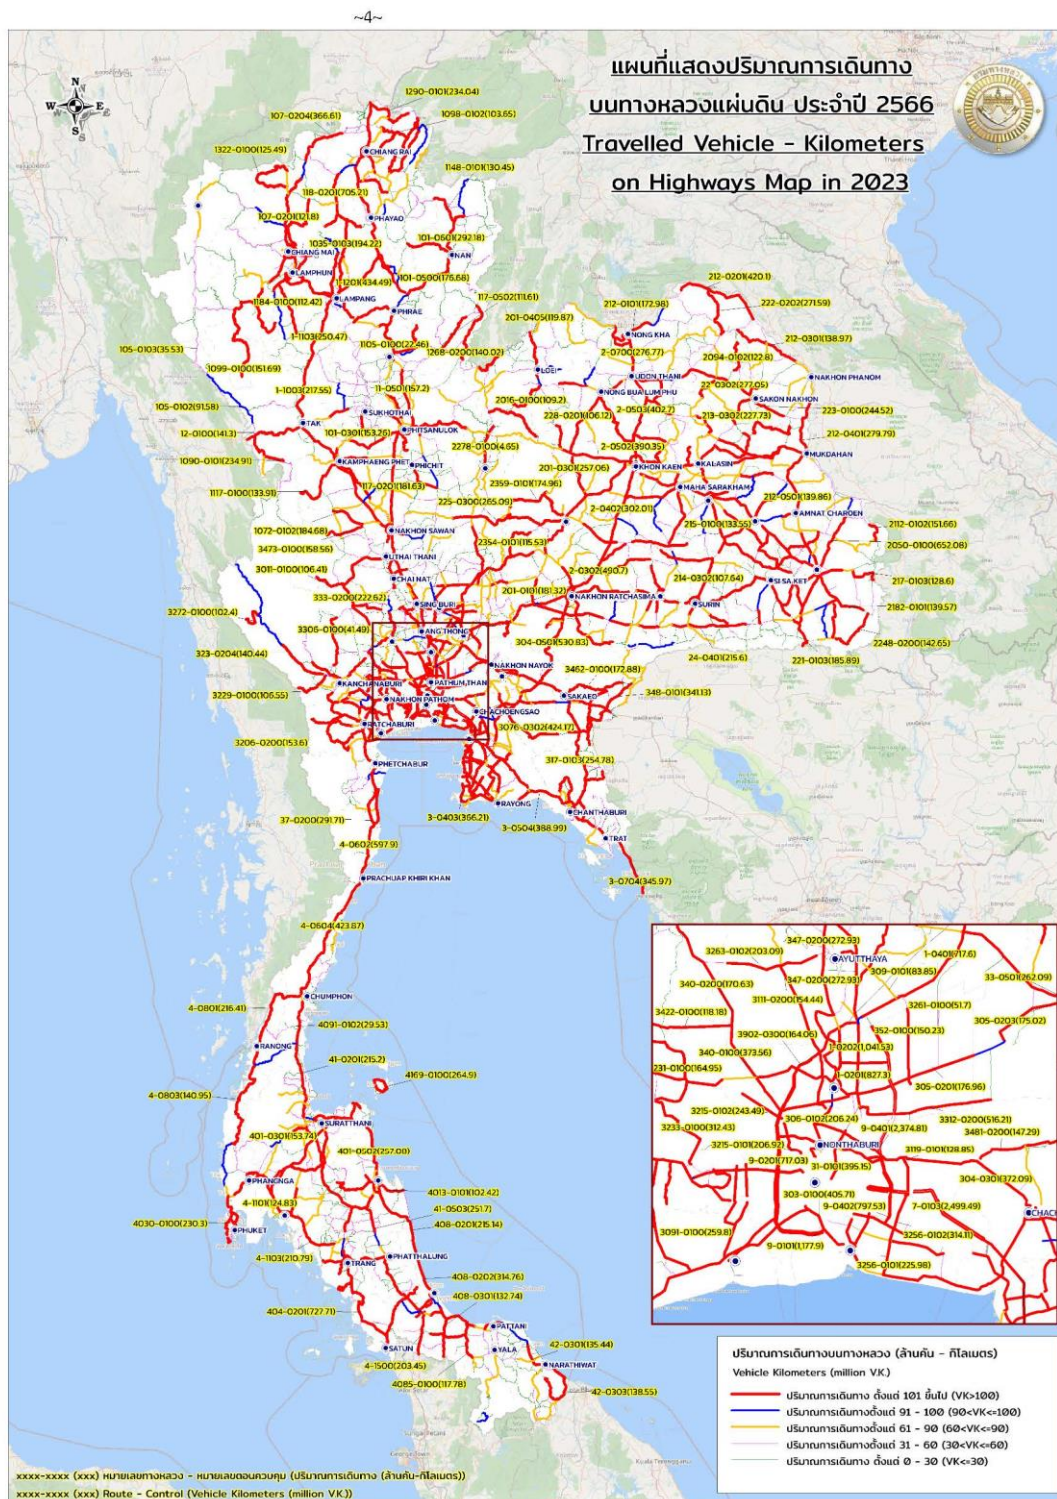 ~4~
แผนที่แสดงปริมาณการเดินทาง
บนทางหลวงแผ่นดิน ประจำปี 2566
Travelled Vehicle - Kilometers
on Highways Map in 2023
N
W
E
S
1290-0101(234.04)
107-0204(366.61)
1098-0102(103.65)
1322-0100(125.49)
CHIANG RAI
1148-0101(130.45)
118-0201(705.21)
107-0201(121.8)
PHAYAO
101-0601(292.18)
1035-0103(194.22)
CHIANG MAI
NAN
LAMPHUN
101-0500(176.68)
212-0201(420.1)
1-1201(434.49)
1184-0100(112.42)
LAMPANG
117-0502(111.61)
212-0101(172.98)
222-0202(271.59)
PHRAE
201-0405(119.87)
1-1103(250.47)
NONG KHA
212-0301(138.97)
105-0103(35.53)
1105-0100(22.46)
1268-0200(140.02)
2-0700(276.77)
2094-0102(122.8)
1099-0100(151.69)
LOEI
UDON THANI
NAKHON PHANOM
1-1003(217.55)
11-0501(157.2)
NONG BUA LUM PHU
22-0302(277.05)
105-0102(91.58)
2016-0100(109.2)
SAKON NAKHON
SUKHOTHAI
228-0201(106.12)
2-0503(402.7)
213-0302(227.73)
223-0100(244.52)
TAK
PHITSANULOK
12-0100(141.3)
101-0301(153.26)
2278-0100(4.65)
2-0502(390.35)
212-0401(279.79)
1090-0101(234.91)
KAMPHAENG PHET
PHICHIT
201-0301(257.06)
KHON KAEN
KALASIN
MUKDAHAN
117-0201(181.63)
2359-0101(174.96)
MAHA SARAKHAM
1117-0100(133.91)
225-0300(265.09)
2-0402(302.01)
212-0501(139.86)
1072-0102(184.68)
NAKHON SAWAN
215-0100(133.55)
AMNAT CHAROEN
2112-0102(151.66)
3473-0100(158.56)
2354-0101(115.53)
2050-0100(652.08)
3011-0100(106.41)
UTHAI THANI
2-0302(490.7)
214-0302(107.64)
217-0103(128.6)
CHAI NAT
SI SA KET
333-0200(222.62)
201-0101(181.32)
NAKHON RATCHASIMA
3272-0100(102.4)
SING BURI
SURIN
2182-0101(139.57)
3306-0100(41.49)
ANG THONG
304-0501(530.83)
2248-0200(142.65)
323-0204(140.44)
24-0401(215.6)
221-0103(185.89)
NAKHON NAYOK
3462-0100(172.88)
KANCHANABURI
PATHUM,THAN
3229-0100(106.55)
NAKHON PATHOM
SAKAEO
348-0101(341.13)
CHACHOENGSAO
RATCHABURI
3076-0302(424.17)
3206-0200(153.6)
PHETCHABUR
317-0103(254.78)
RAYONG
CHANTHABURI
37-0200(291.71)
3-0403(366.21)
3-0504(388.99)
TRAT
4-0602(597.9)
PRACHUAP KHIRI KHAN
3-0704(345.97)
4-0604(423.87)
CHUMPHON
4-0801(216.41)
4091-0102(29.53)
RANONG
41-0201(215.2)
4169-0100(264.9)
4-0803(140.95)
SURATTHANI
401-0301(153.74)
401-0502(257.08)
PHANGNGA
4013-0101(102.42)
4-1101(124.83)
41-0503(251.7)
4030-0100(230.3)
408-0201(215.14)
PHUKET
4-1103(210.79)
PHATTHALUNG
TRANG
408-0202(314.76)
408-0301(132.74)
404-0201(727.71)
PATTANI
42-0301(135.44)
SATUN
YALA
4-1500(203.45)
NARATHIWAT
4085-0100(117.78)
42-0303(138.55)
347-0200(272.93)
3263-0102(203.09)
1-0401(717.6)
AYUTTHAYA
347-0200(272.93)
309-0101(83.85)
33-0501(262.09)
340-0200(170.63)
3111-0200(154.44)
3261-0100(51.7)
3422-0100(118.18)
305-0203(175.02)
3902-0300(164.06)
352-0100(150.23)
340-0100(373.56)
1-0202(1,041.53)
231-0100(164.95)
1-0201(827.3)
305-0201(176.96)
3215-0102(243.49)
306-0102(206.24)
3312-0200(516.21)
3233-0100(312.43)
9-0401(2,374.81)
3481-0200(147.29)
3215-0101(206.92)
NONTHABURI
3119-0101(128.85)
9-0201(717.03)
31-0101(395.15)
304-0301(372.09)
303-0100(405.71)
9-0402(797.53)
7-0103(2,499.49)
CHACH
3091-0100(259.8)
3256-0102(314.11)
9-0101(1,177.9)
3256-0101(225.98)
ปริมาณการเดินทางบนทางหลวง (ล้านคัน - กิโลเมตร)
Vehicle Kilometers (million V.K.)
ปริมาณการเดินทาง ตั้งแต่ 101 ขึ้นไป (VK>100)
ปริมาณการเดินทางตั้งแต่ 91 - 100 (90<VK<=100)
ปริมาณการเดินทางตั้งแต่ 61 - 90 (60<VK<=90)
ปริมาณการเดินทางตั้งแต่ 31 - 60 (30<VK<=60)
ปริมาณการเดินทาง ตั้งแต่ 0 - 30 (VK<=30)
xxxx-xxxx (xxx) หมายเลขทางหลวง - หมายเลขตอนควบคุม (ปริมาณการเดินทาง (ล้านคัน-กิโลเมตร))
xxxx-xxxx (xxx) Route - Control (Vehicle Kilometers (million V.K.))